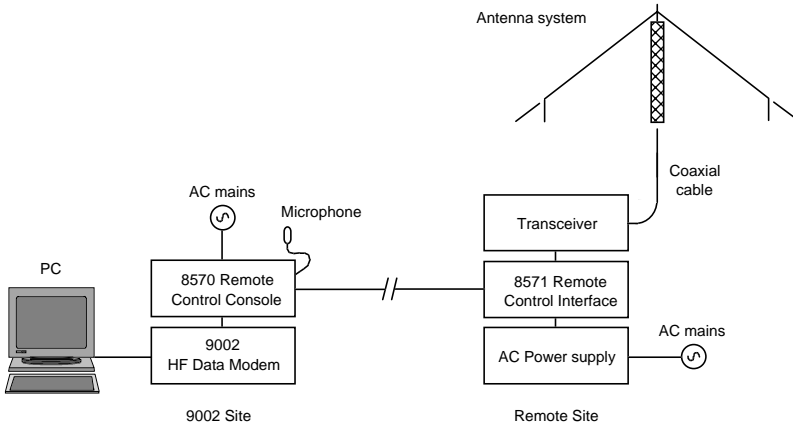 Antenna system
Coaxial
cable
AC mains
Microphone
Transceiver
PC
8570 Remote
Control Console
8571 Remote
Control Interface
9002
HF Data Modem
AC Power supply
AC mains
9002 Site
Remote Site